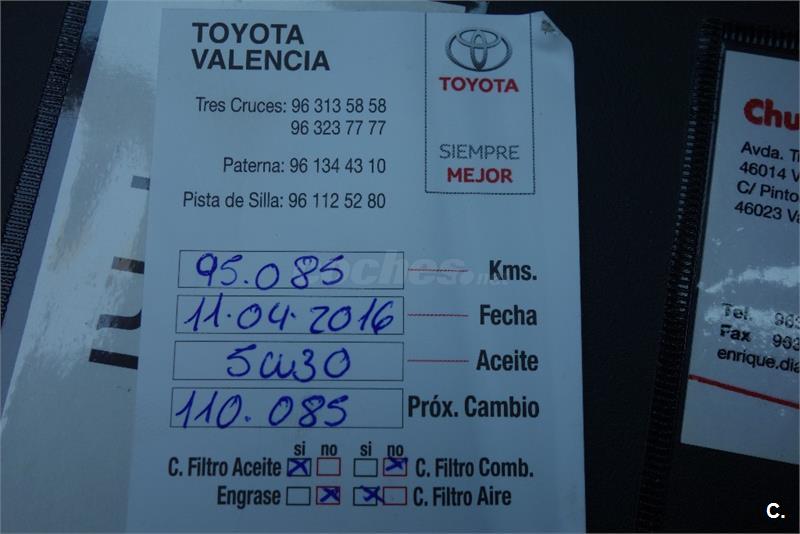 TOYOTA
VALENCIA
Tres Cruces: 96 313 58 58
96 323 77 77
Paterna: 96 134 43 10
Pista de Silla: 96 112 52 80
TOYOTA
SIEMPRE
MEJOR
95.085 Kms.
11.04.2016 Fecha
5W30 Aceite
110.085 Próx. Cambio
si no si no
C. Filtro Aceite C. Filtro Comb.
Engrase C. Filtro Aire
coches.net
Avda.
46014
C/ Pinto
46023
Tel.
Fax
C.